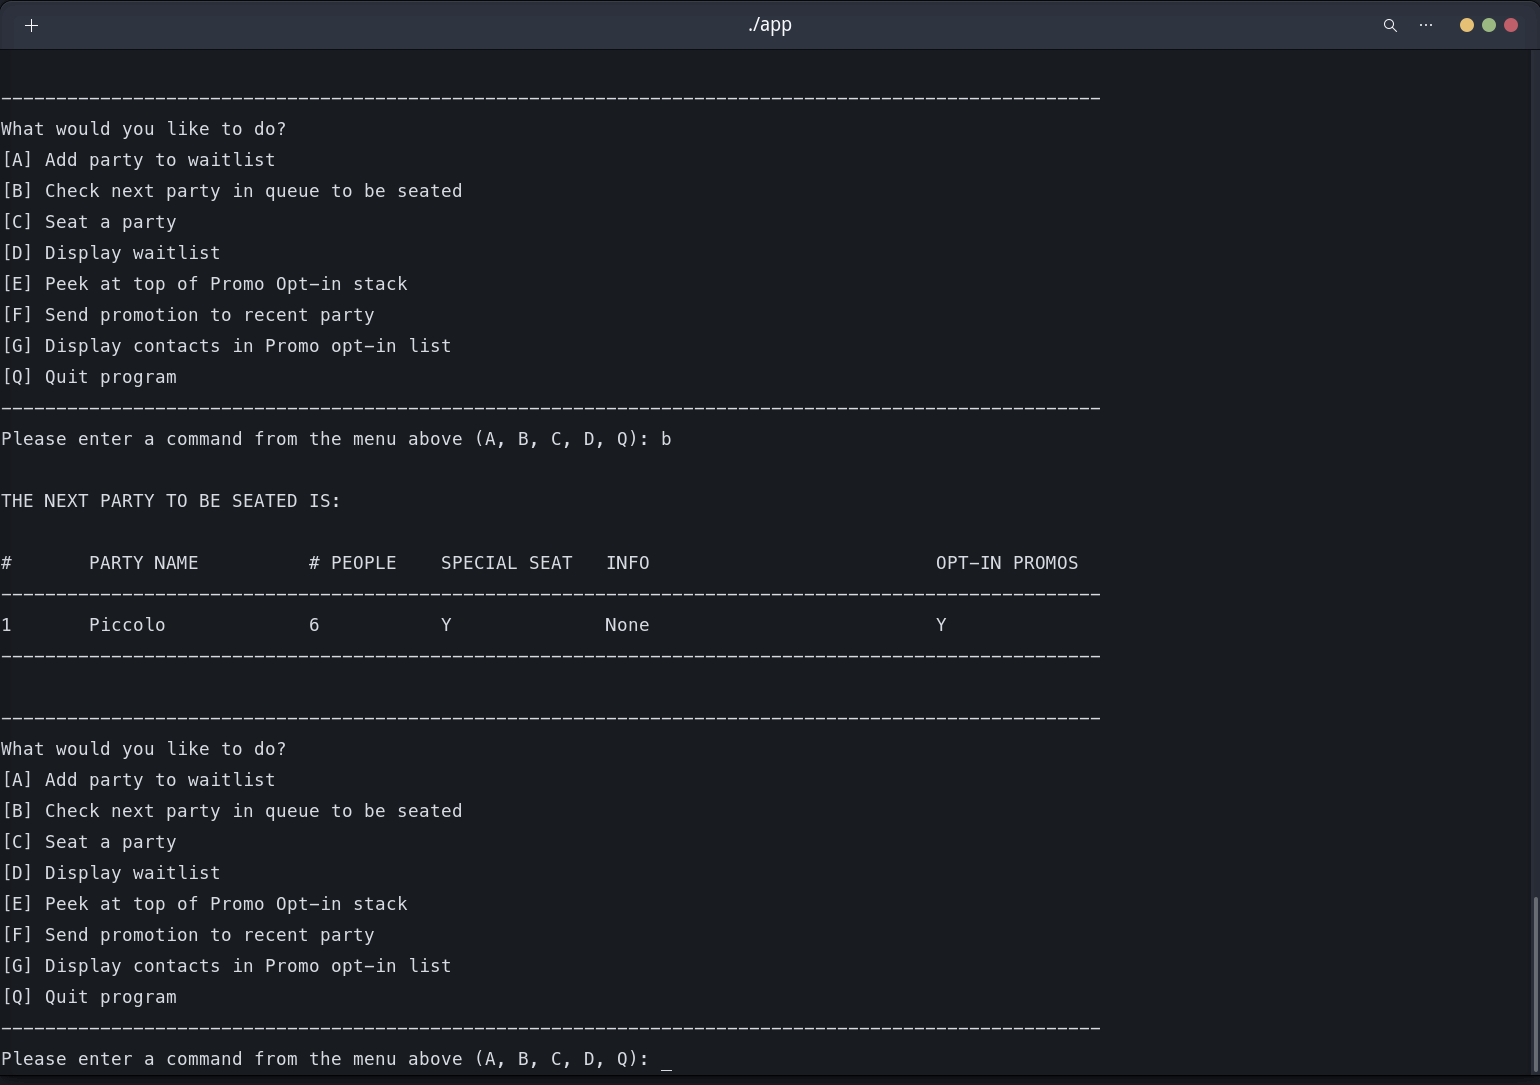 ./app
----------------------------------------------------------------------------------------------------
What would you like to do?
[A] Add party to waitlist
[B] Check next party in queue to be seated
[C] Seat a party
[D] Display waitlist
[E] Peek at top of Promo Opt-in stack
[F] Send promotion to recent party
[G] Display contacts in Promo opt-in list
[Q] Quit program
----------------------------------------------------------------------------------------------------
Please enter a command from the menu above (A, B, C, D, Q): b
THE NEXT PARTY TO BE SEATED IS:
#       PARTY NAME          # PEOPLE    SPECIAL SEAT   INFO                          OPT-IN PROMOS
----------------------------------------------------------------------------------------------------
1       Piccolo             6           Y              None                          Y
----------------------------------------------------------------------------------------------------
----------------------------------------------------------------------------------------------------
What would you like to do?
[A] Add party to waitlist
[B] Check next party in queue to be seated
[C] Seat a party
[D] Display waitlist
[E] Peek at top of Promo Opt-in stack
[F] Send promotion to recent party
[G] Display contacts in Promo opt-in list
[Q] Quit program
----------------------------------------------------------------------------------------------------
Please enter a command from the menu above (A, B, C, D, Q): _